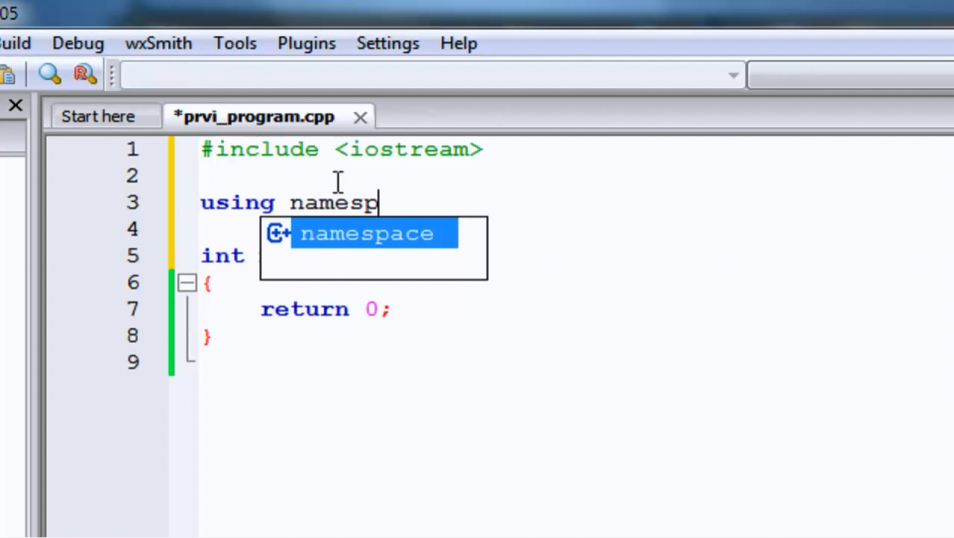 05
Build Debug wxSmith Tools Plugins Settings Help
Start here *prvi_program.cpp
1 #include <iostream>
2
3 using namesp
namespace
4
5 int
6 {
7 return 0;
8 }
9